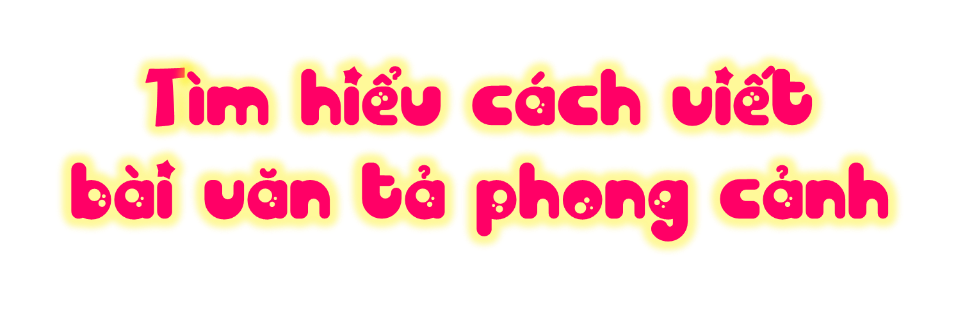 Tìm hiểu cách viết
bài văn tả phong cảnh